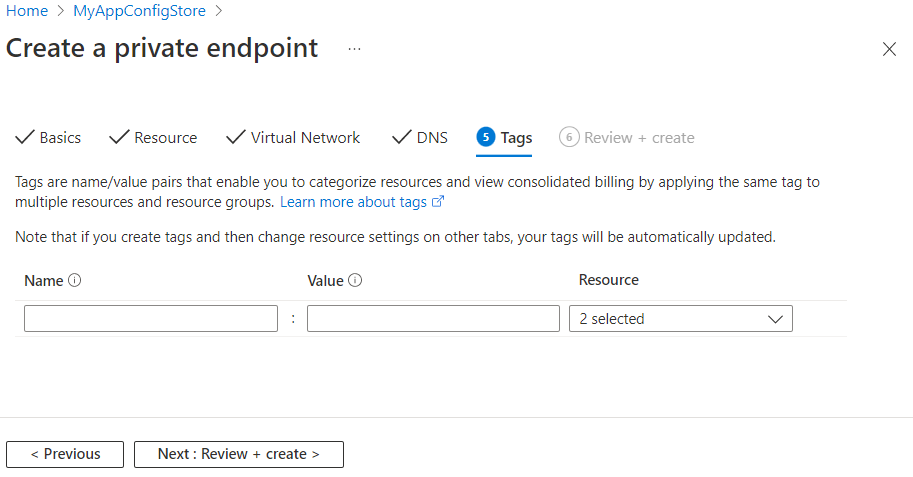 Home > MyAppConfigStore >
Create a private endpoint ...
Basics Resource Virtual Network DNS 5 Tags 6 Review + create
Tags are name/value pairs that enable you to categorize resources and view consolidated billing by applying the same tag to
multiple resources and resource groups. Learn more about tags
Note that if you create tags and then change resource settings on other tabs, your tags will be automatically updated.
Name Value Resource
: 2 selected
< Previous Next : Review + create >